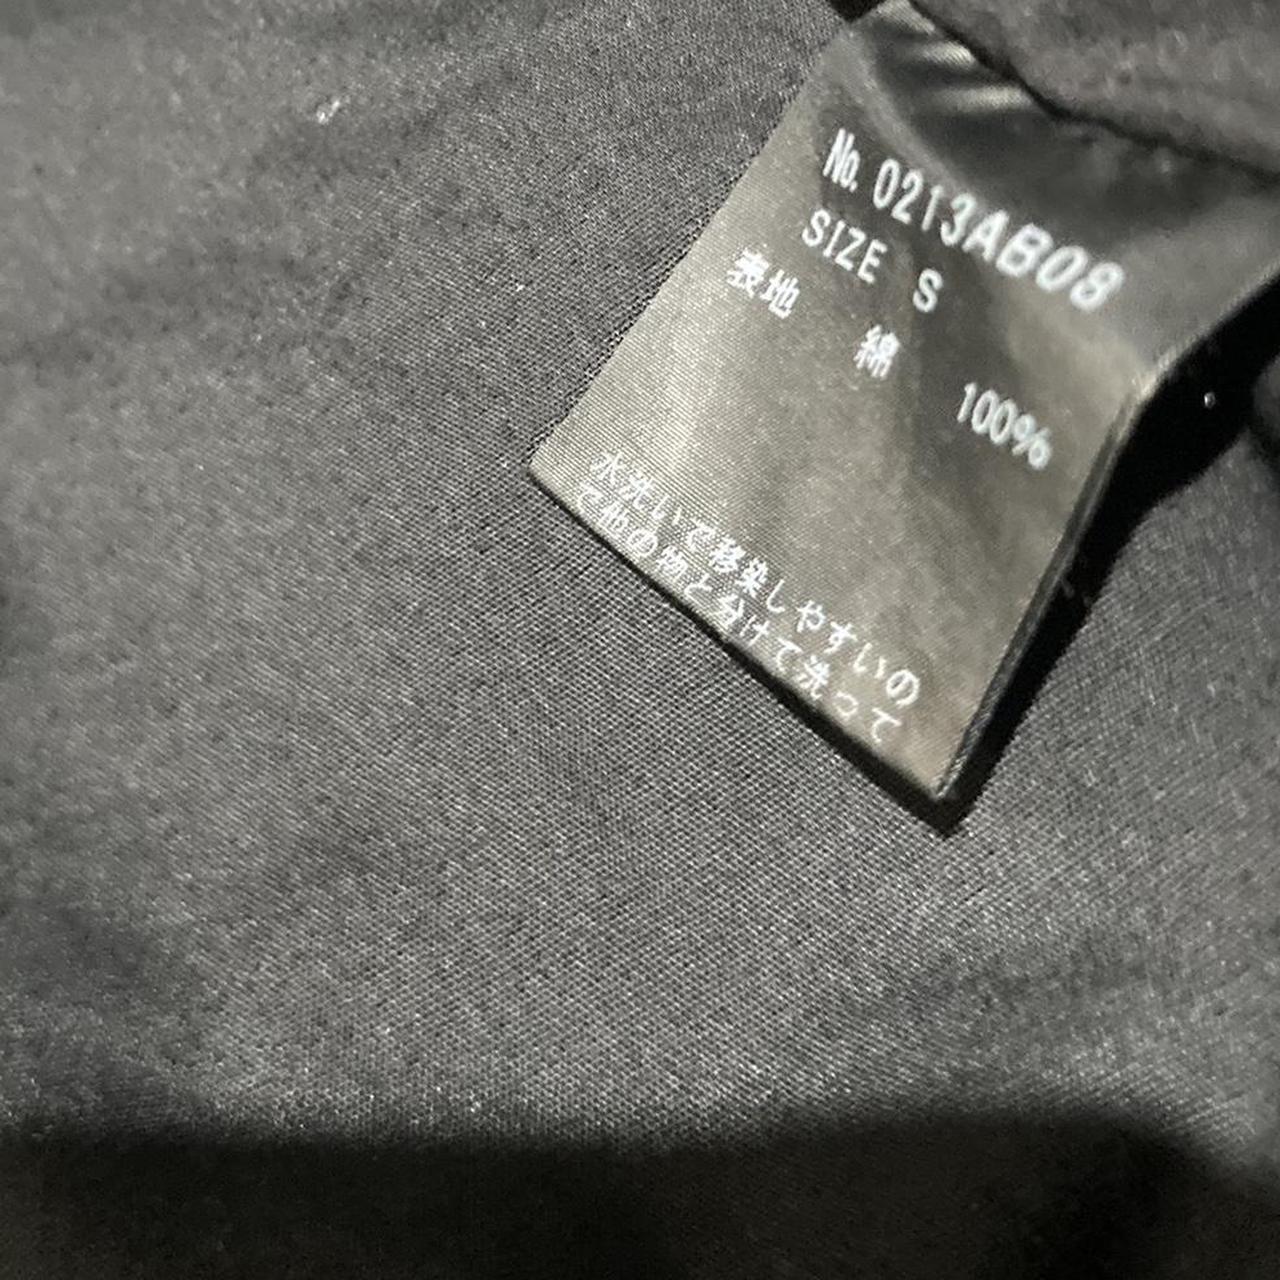 № 0213AB08
SIZE S
表地 綿 100%
水洗いで移染しやすいの
で他の物と分けて洗って